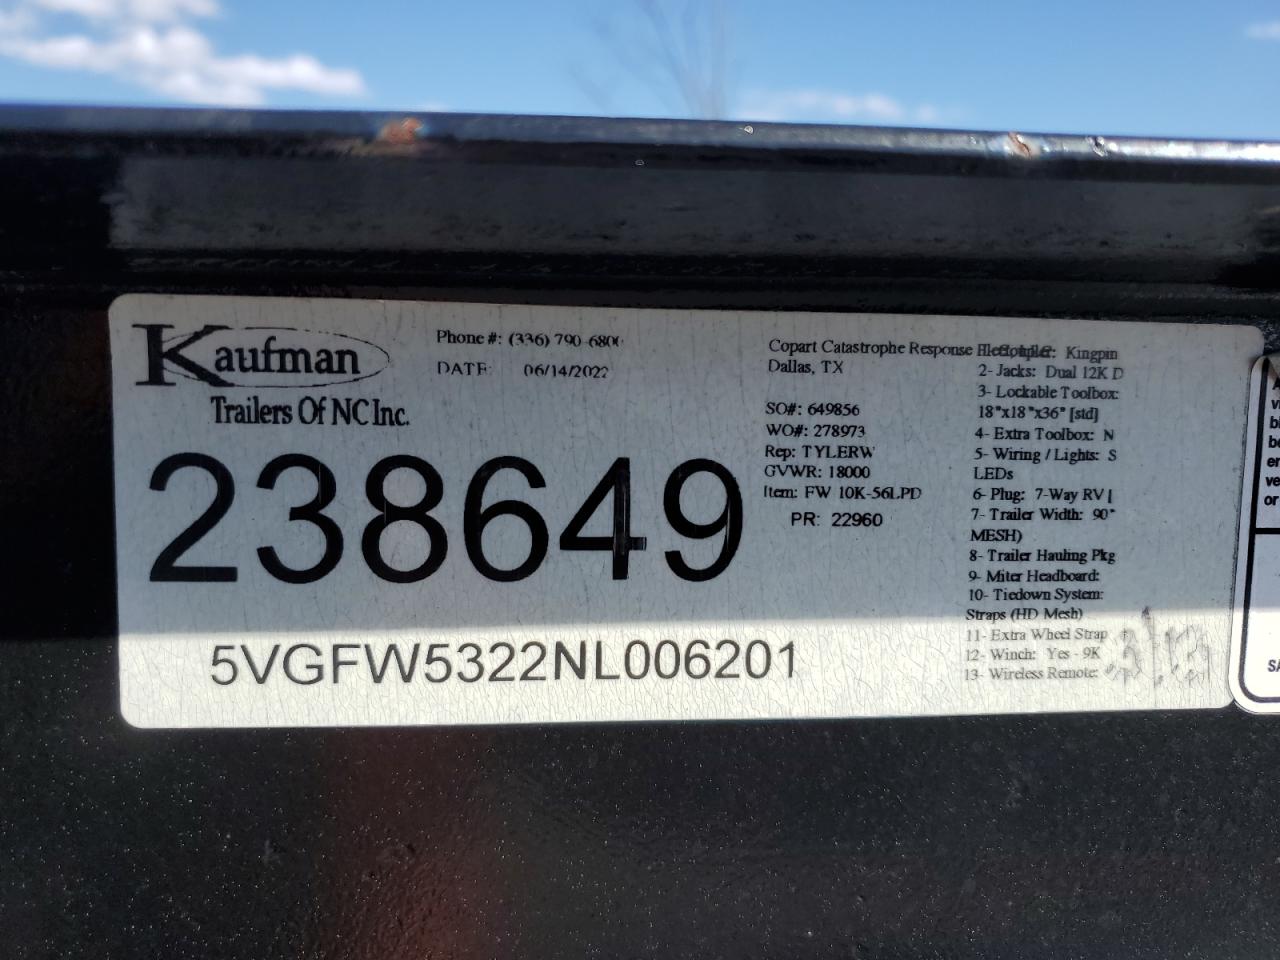 Kaufman
Trailers Of NC Inc.
Phone #: (336) 790-680
DATE: 06/14/2022
238649
5VGFW5322NL006201
Copart Catastrophe Response Fleet
Dallas, TX
SO#: 649856
WO#: 278973
Rep: TYLERW
GVWR: 18000
Item: FW 10K-56LPD
PR: 22960
Kingpin
2- Jacks: Dual 12K D
3- Lockable Toolbox:
18"x18"x36" [std]
4- Extra Toolbox: N
5- Wiring / Lights: S
LEDs
6- Plug: 7-Way RV [
7- Trailer Width: 90"
MESH)
8- Trailer Hauling Pkg
9- Miter Headboard:
10- Tiedown System:
Straps (HD Mesh)
11- Extra Wheel Strap
12- Winch: Yes - 9K
13- Wireless Remote:
or